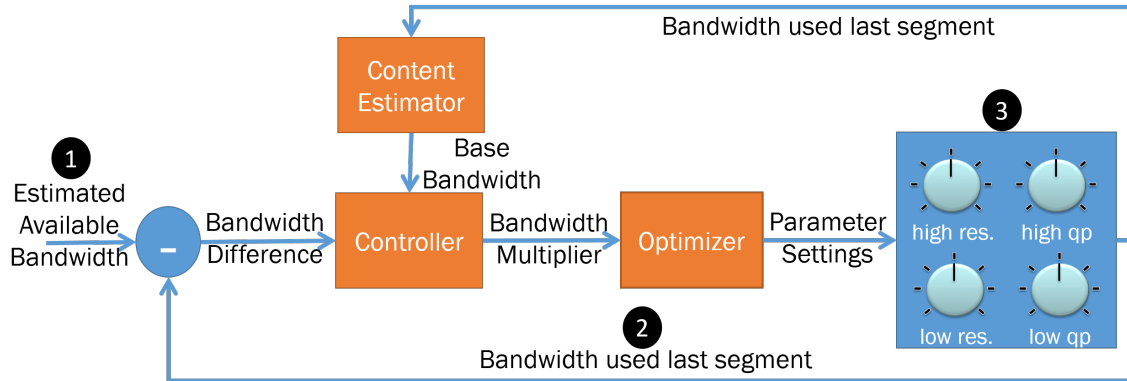 Bandwidth used last segment
Content
Estimator
1
3
Base
Bandwidth
Estimated
Available
Bandwidth
-
Bandwidth
Difference
Controller
Bandwidth
Multiplier
Optimizer
Parameter
Settings
high res.
high qp
low res.
low qp
2
Bandwidth used last segment